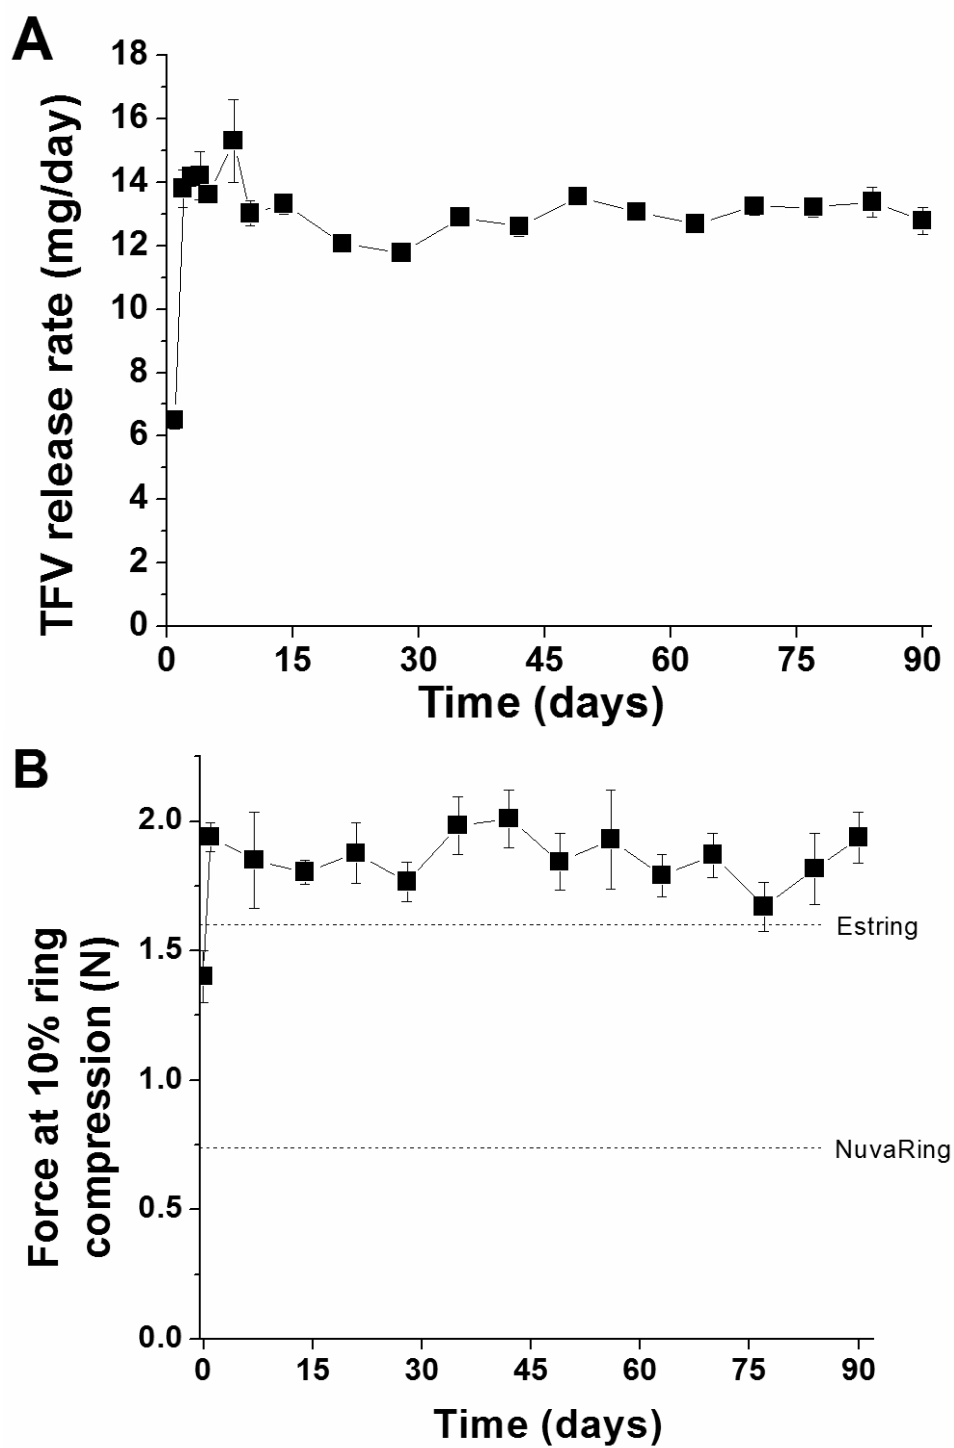 A
TFV release rate (mg/day)
18
16
14
12
10
8
6
4
2
0
0 15 30 45 60 75 90
Time (days)
B
Force at 10% ring
compression (N)
2.0
1.5
1.0
0.5
0.0
Estring
NuvaRing
0 15 30 45 60 75 90
Time (days)